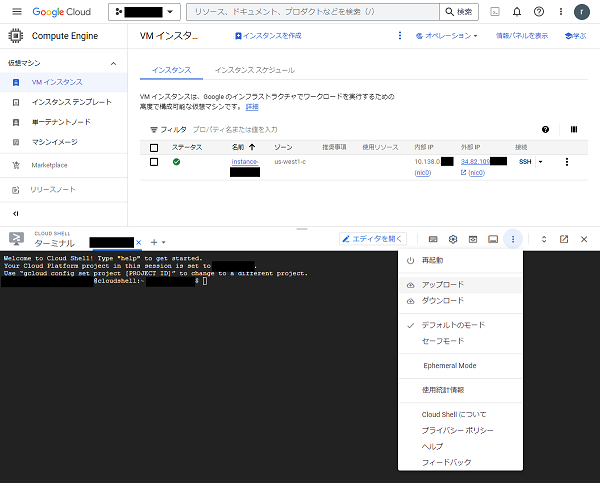 Google Cloud
リソース、ドキュメント、プロダクトなどを検索（/）
検索
r
Compute Engine
VM インスタ...
インスタンスを作成
オペレーション
情報パネルを表示
学ぶ
仮想マシン
VM インスタンス
インスタンス テンプレート
単一テナントノード
マシンイメージ
Marketplace
リリースノート
インスタンス
インスタンス スケジュール
VM インスタンスは、Google のインフラストラクチャでワークロードを実行するための
高度で構成可能な仮想マシンです。 詳細
フィルタ プロパティ名または値を入力
ステータス 名前 ゾーン 推奨事項 使用リソース 内部 IP 外部 IP 接続
instance- us-west1-c 10.138.0. 34.82.109 SSH
(nic0) (nic0)
CLOUD SHELL
ターミナル
エディタを開く
Welcome to Cloud Shell! Type "help" to get started.
Your Cloud Platform project in this session is set to .
Use "gcloud config set project [PROJECT ID]" to change to a different project.
@cloudshell:~ $
再起動
アップロード
ダウンロード
デフォルトのモード
セーフモード
Ephemeral Mode
使用統計情報
Cloud Shell について
プライバシー ポリシー
ヘルプ
フィードバック